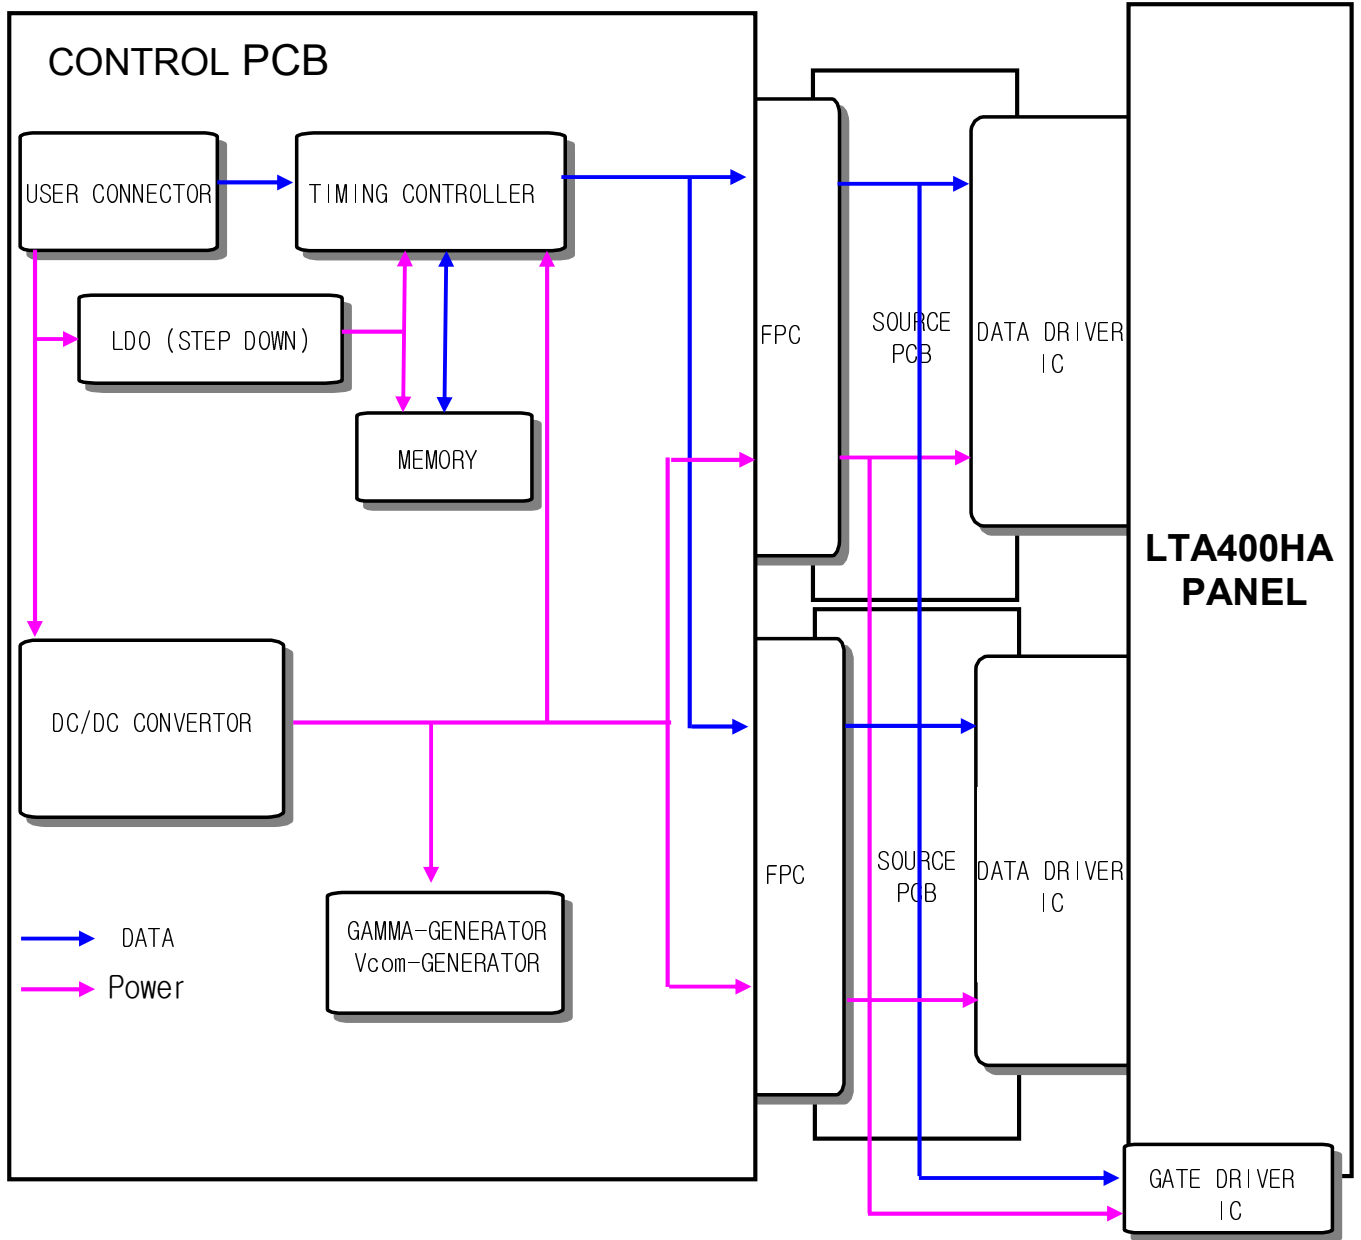 CONTROL PCB
USER CONNECTOR
TIMING CONTROLLER
LDO (STEP DOWN)
MEMORY
DC/DC CONVERTOR
GAMMA-GENERATOR
Vcom-GENERATOR
DATA
Power
FPC
SOURCE
PCB
DATA DRIVER
IC
FPC
SOURCE
PCB
DATA DRIVER
IC
LTA400HA
PANEL
GATE DRIVER
IC